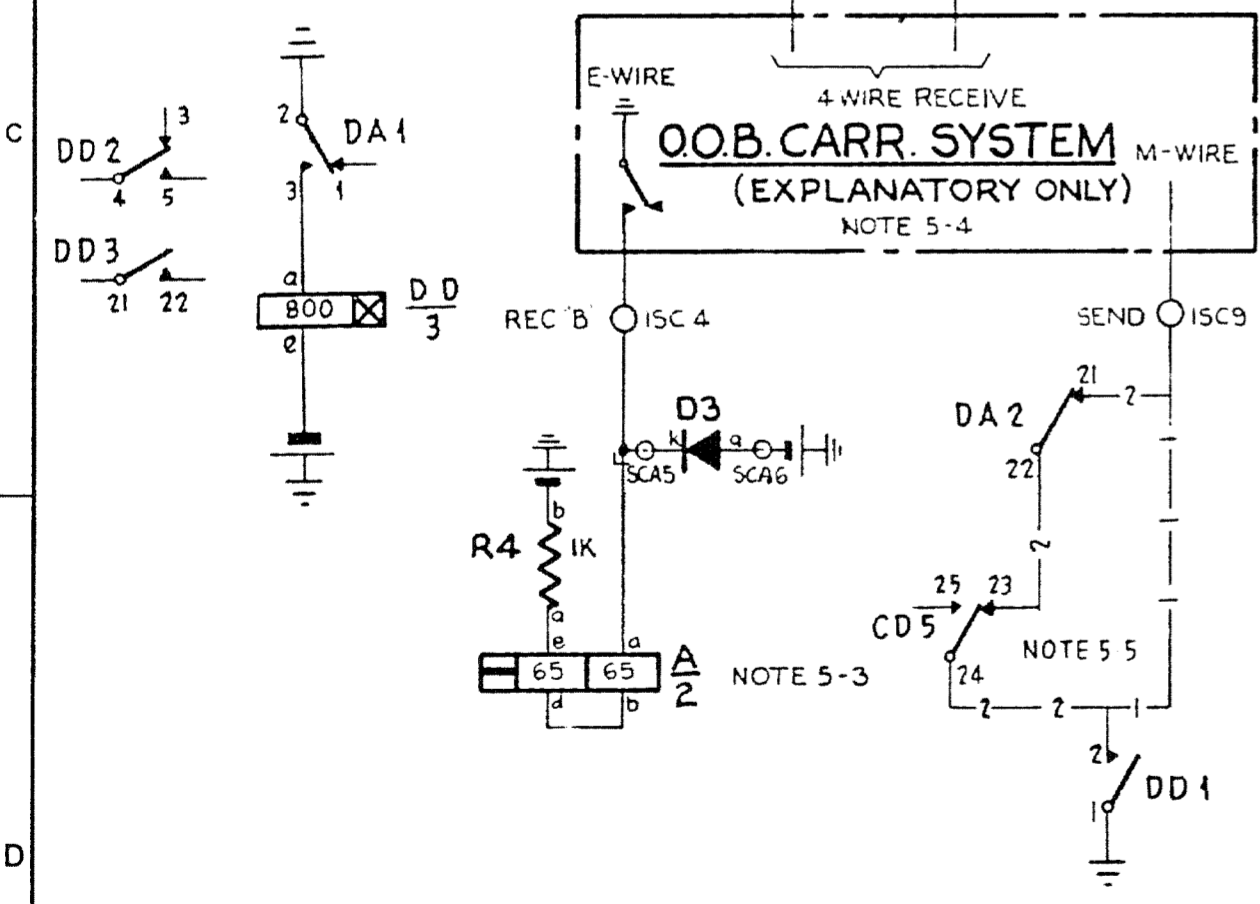 C
DD2
3
4 5
DD3
21 22
2 DA1
3 1
a
800
DD
3
e
E-WIRE
4 WIRE RECEIVE
O.O.B. CARR. SYSTEM
M-WIRE
(EXPLANATORY ONLY)
NOTE 5-4
REC 'B' ISC 4
SEND ISC9
D3
k a
SCA5 SCA6
b
R4 1K
a
e a
65 65
A
2
d b
NOTE 5-3
21
2
DA2
22
2
25 23
CD5
24
NOTE 5-5
2 2 1
2
DD1
1
D